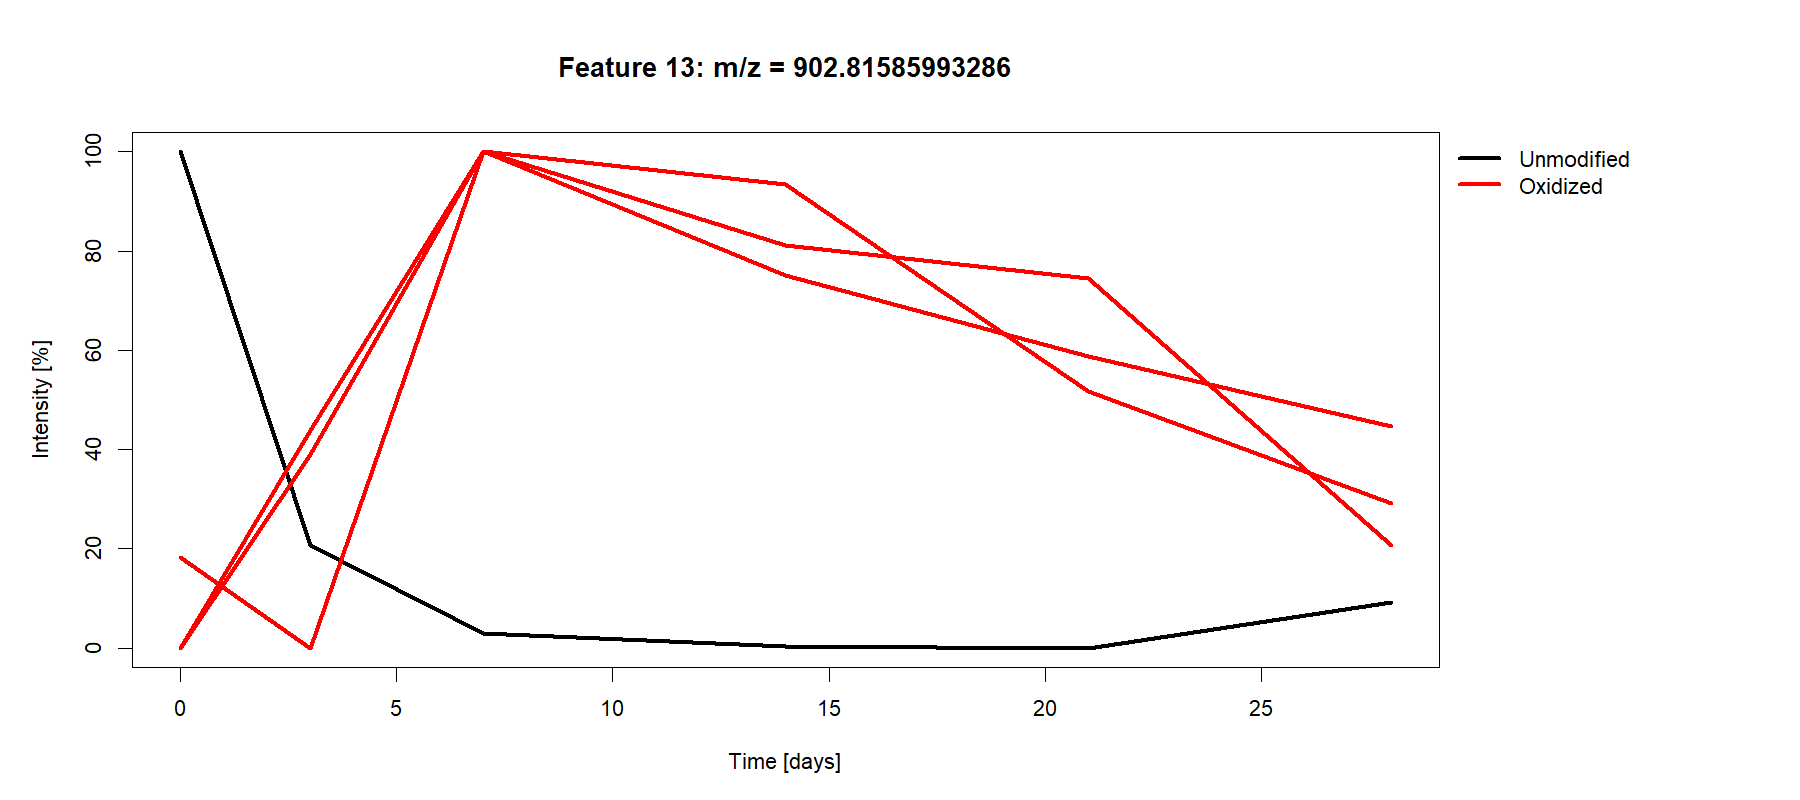 Feature 13: m/z = 902.81585993286
Unmodified
Oxidized
100
80
60
40
20
0
Intensity [%]
0 5 10 15 20 25
Time [days]